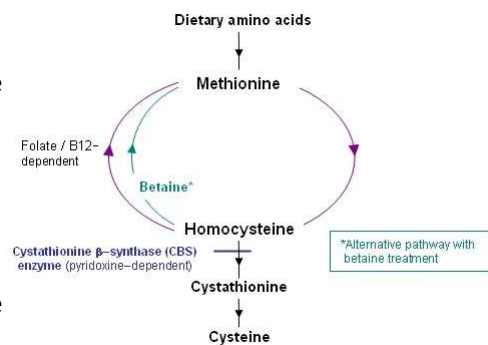 Dietary amino acids
e
Methionine
Folate / B12–
dependent
Betaine*
Homocysteine
Cystathionine β–synthase (CBS)
enzyme (pyridoxine–dependent)
*Alternative pathway with
betaine treatment
Cystathionine
e
Cysteine